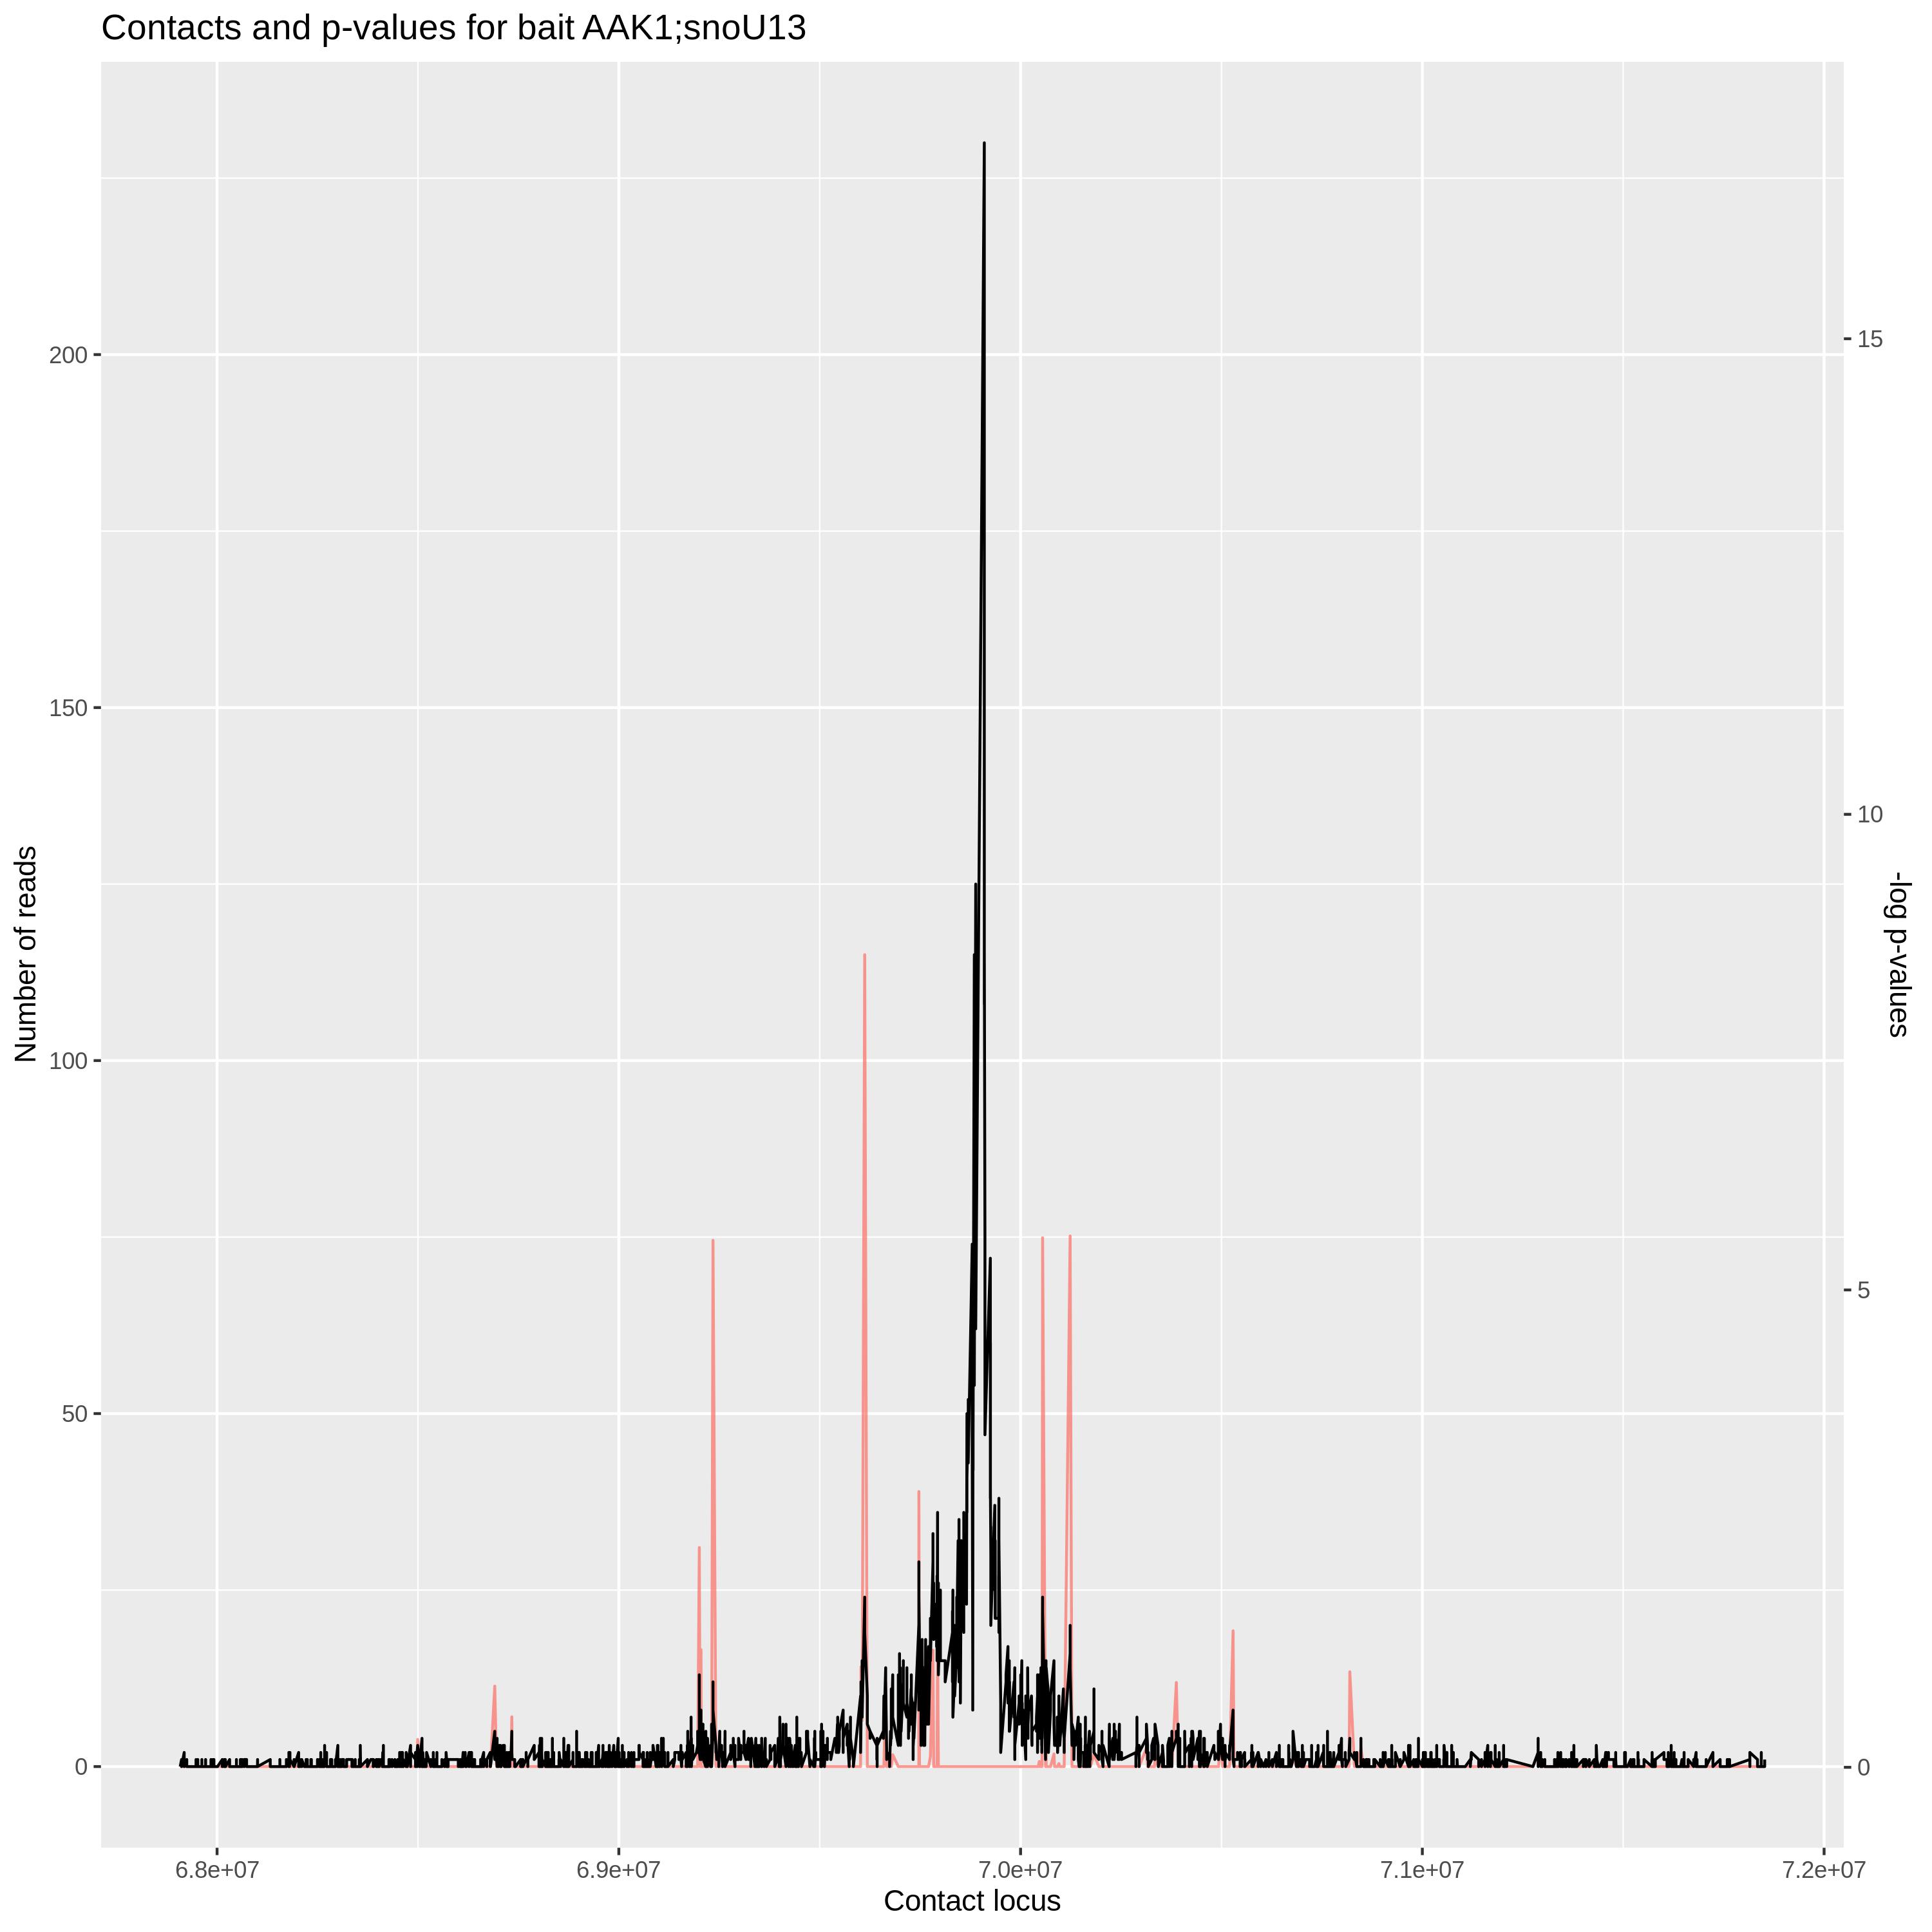 Contacts and p-values for bait AAK1;snoU13
Number of reads
200
150
100
50
0
15
10
5
0
-log p-values
6.8e+07
6.9e+07
7.0e+07
7.1e+07
7.2e+07
Contact locus